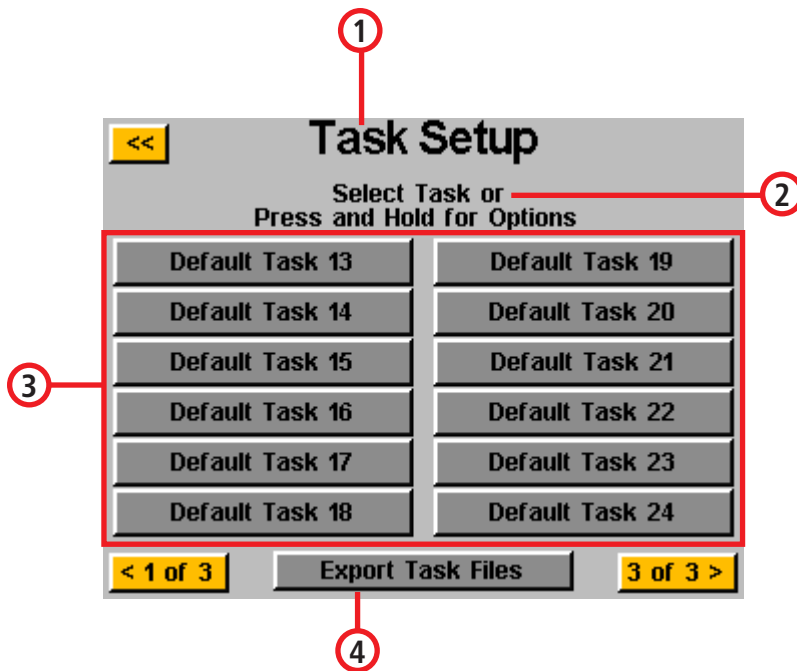 1
<< Task Setup
Select Task or
2
Press and Hold for Options
Default Task 13 Default Task 19
Default Task 14 Default Task 20
Default Task 15 Default Task 21
3
Default Task 16 Default Task 22
Default Task 17 Default Task 23
Default Task 18 Default Task 24
< 1 of 3 Export Task Files 3 of 3 >
4